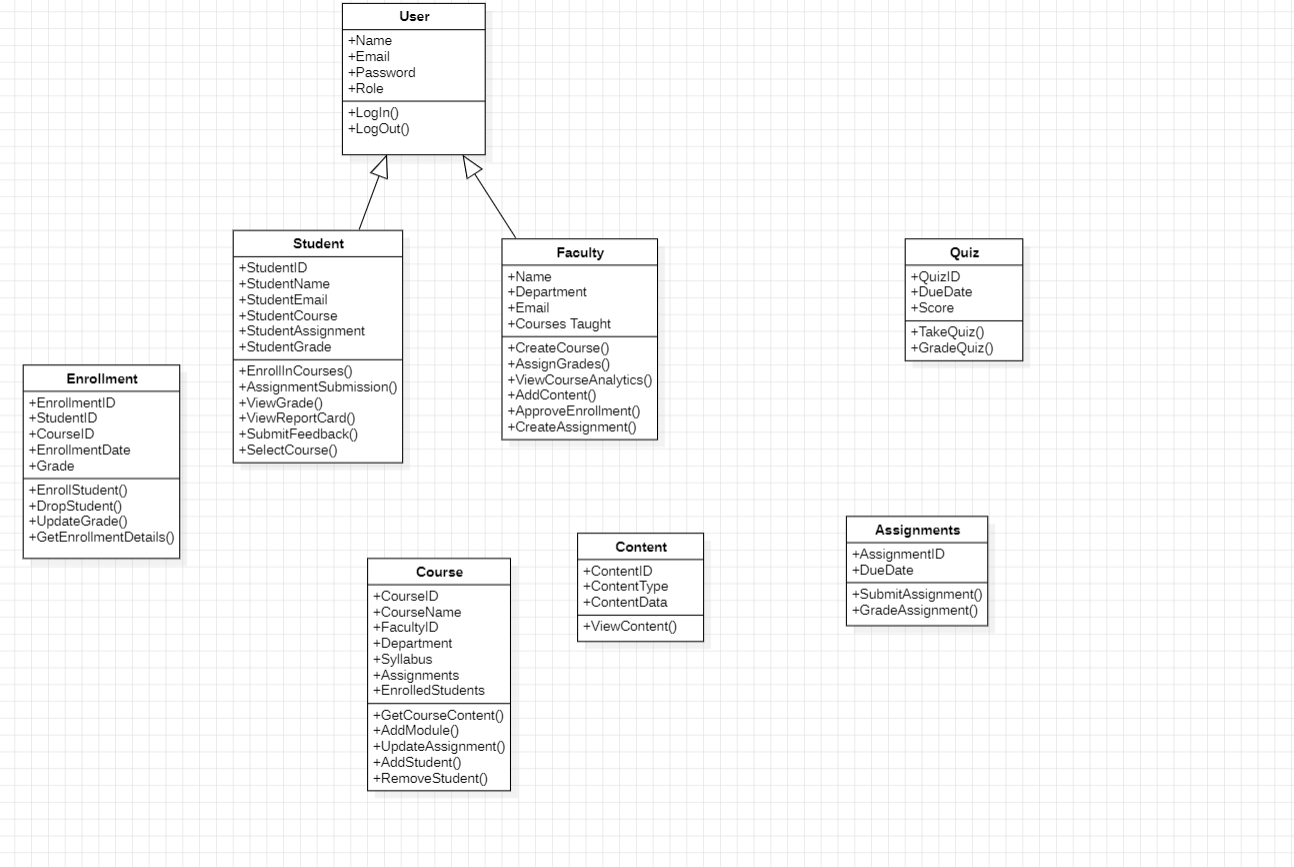 User
+Name
+Email
+Password
+Role
+LogIn()
+LogOut()
Student
+StudentID
+StudentName
+StudentEmail
+StudentCourse
+StudentAssignment
+StudentGrade
+EnrollInCourses()
+AssignmentSubmission()
+ViewGrade()
+ViewReportCard()
+SubmitFeedback()
+SelectCourse()
Faculty
+Name
+Department
+Email
+Courses Taught
+CreateCourse()
+AssignGrades()
+ViewCourseAnalytics()
+AddContent()
+ApproveEnrollment()
+CreateAssignment()
Quiz
+QuizID
+DueDate
+Score
+TakeQuiz()
+GradeQuiz()
Enrollment
+EnrollmentID
+StudentID
+CourseID
+EnrollmentDate
+Grade
+EnrollStudent()
+DropStudent()
+UpdateGrade()
+GetEnrollmentDetails()
Course
+CourseID
+CourseName
+FacultyID
+Department
+Syllabus
+Assignments
+EnrolledStudents
+GetCourseContent()
+AddModule()
+UpdateAssignment()
+AddStudent()
+RemoveStudent()
Content
+ContentID
+ContentType
+ContentData
+ViewContent()
Assignments
+AssignmentID
+DueDate
+SubmitAssignment()
+GradeAssignment()